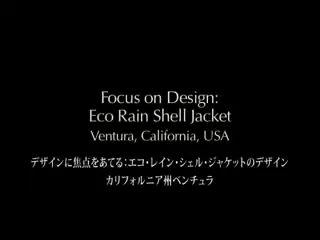 Focus on Design:
Eco Rain Shell Jacket
Ventura, California, USA
デザインに焦点をあてる:エコ・レイン・シェル・ジャケットのデザイン
カリフォルニア州ベンチュラ